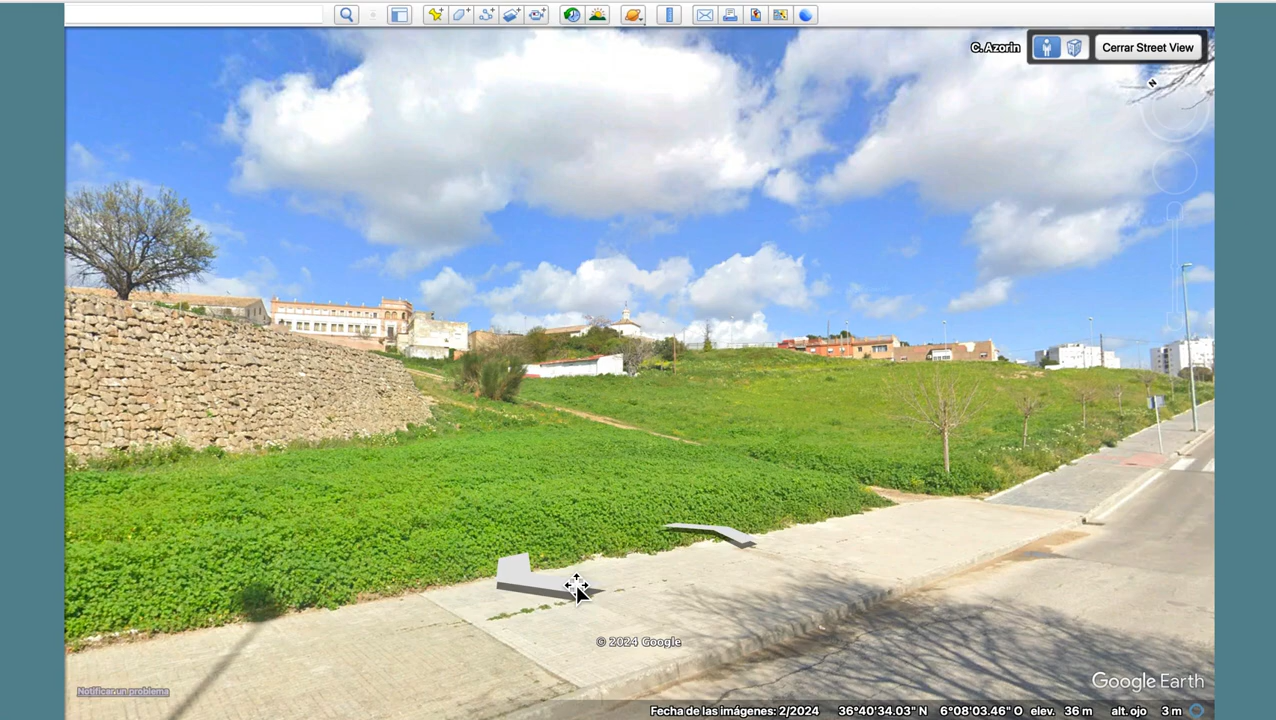 C. Azorin
Cerrar Street View
N
© 2024 Google
Google Earth
Notificar un problema
Fecha de las imágenes: 2/2024 36°40'34.03" N 6°08'03.46" O elev. 36 m alt. ojo 3 m